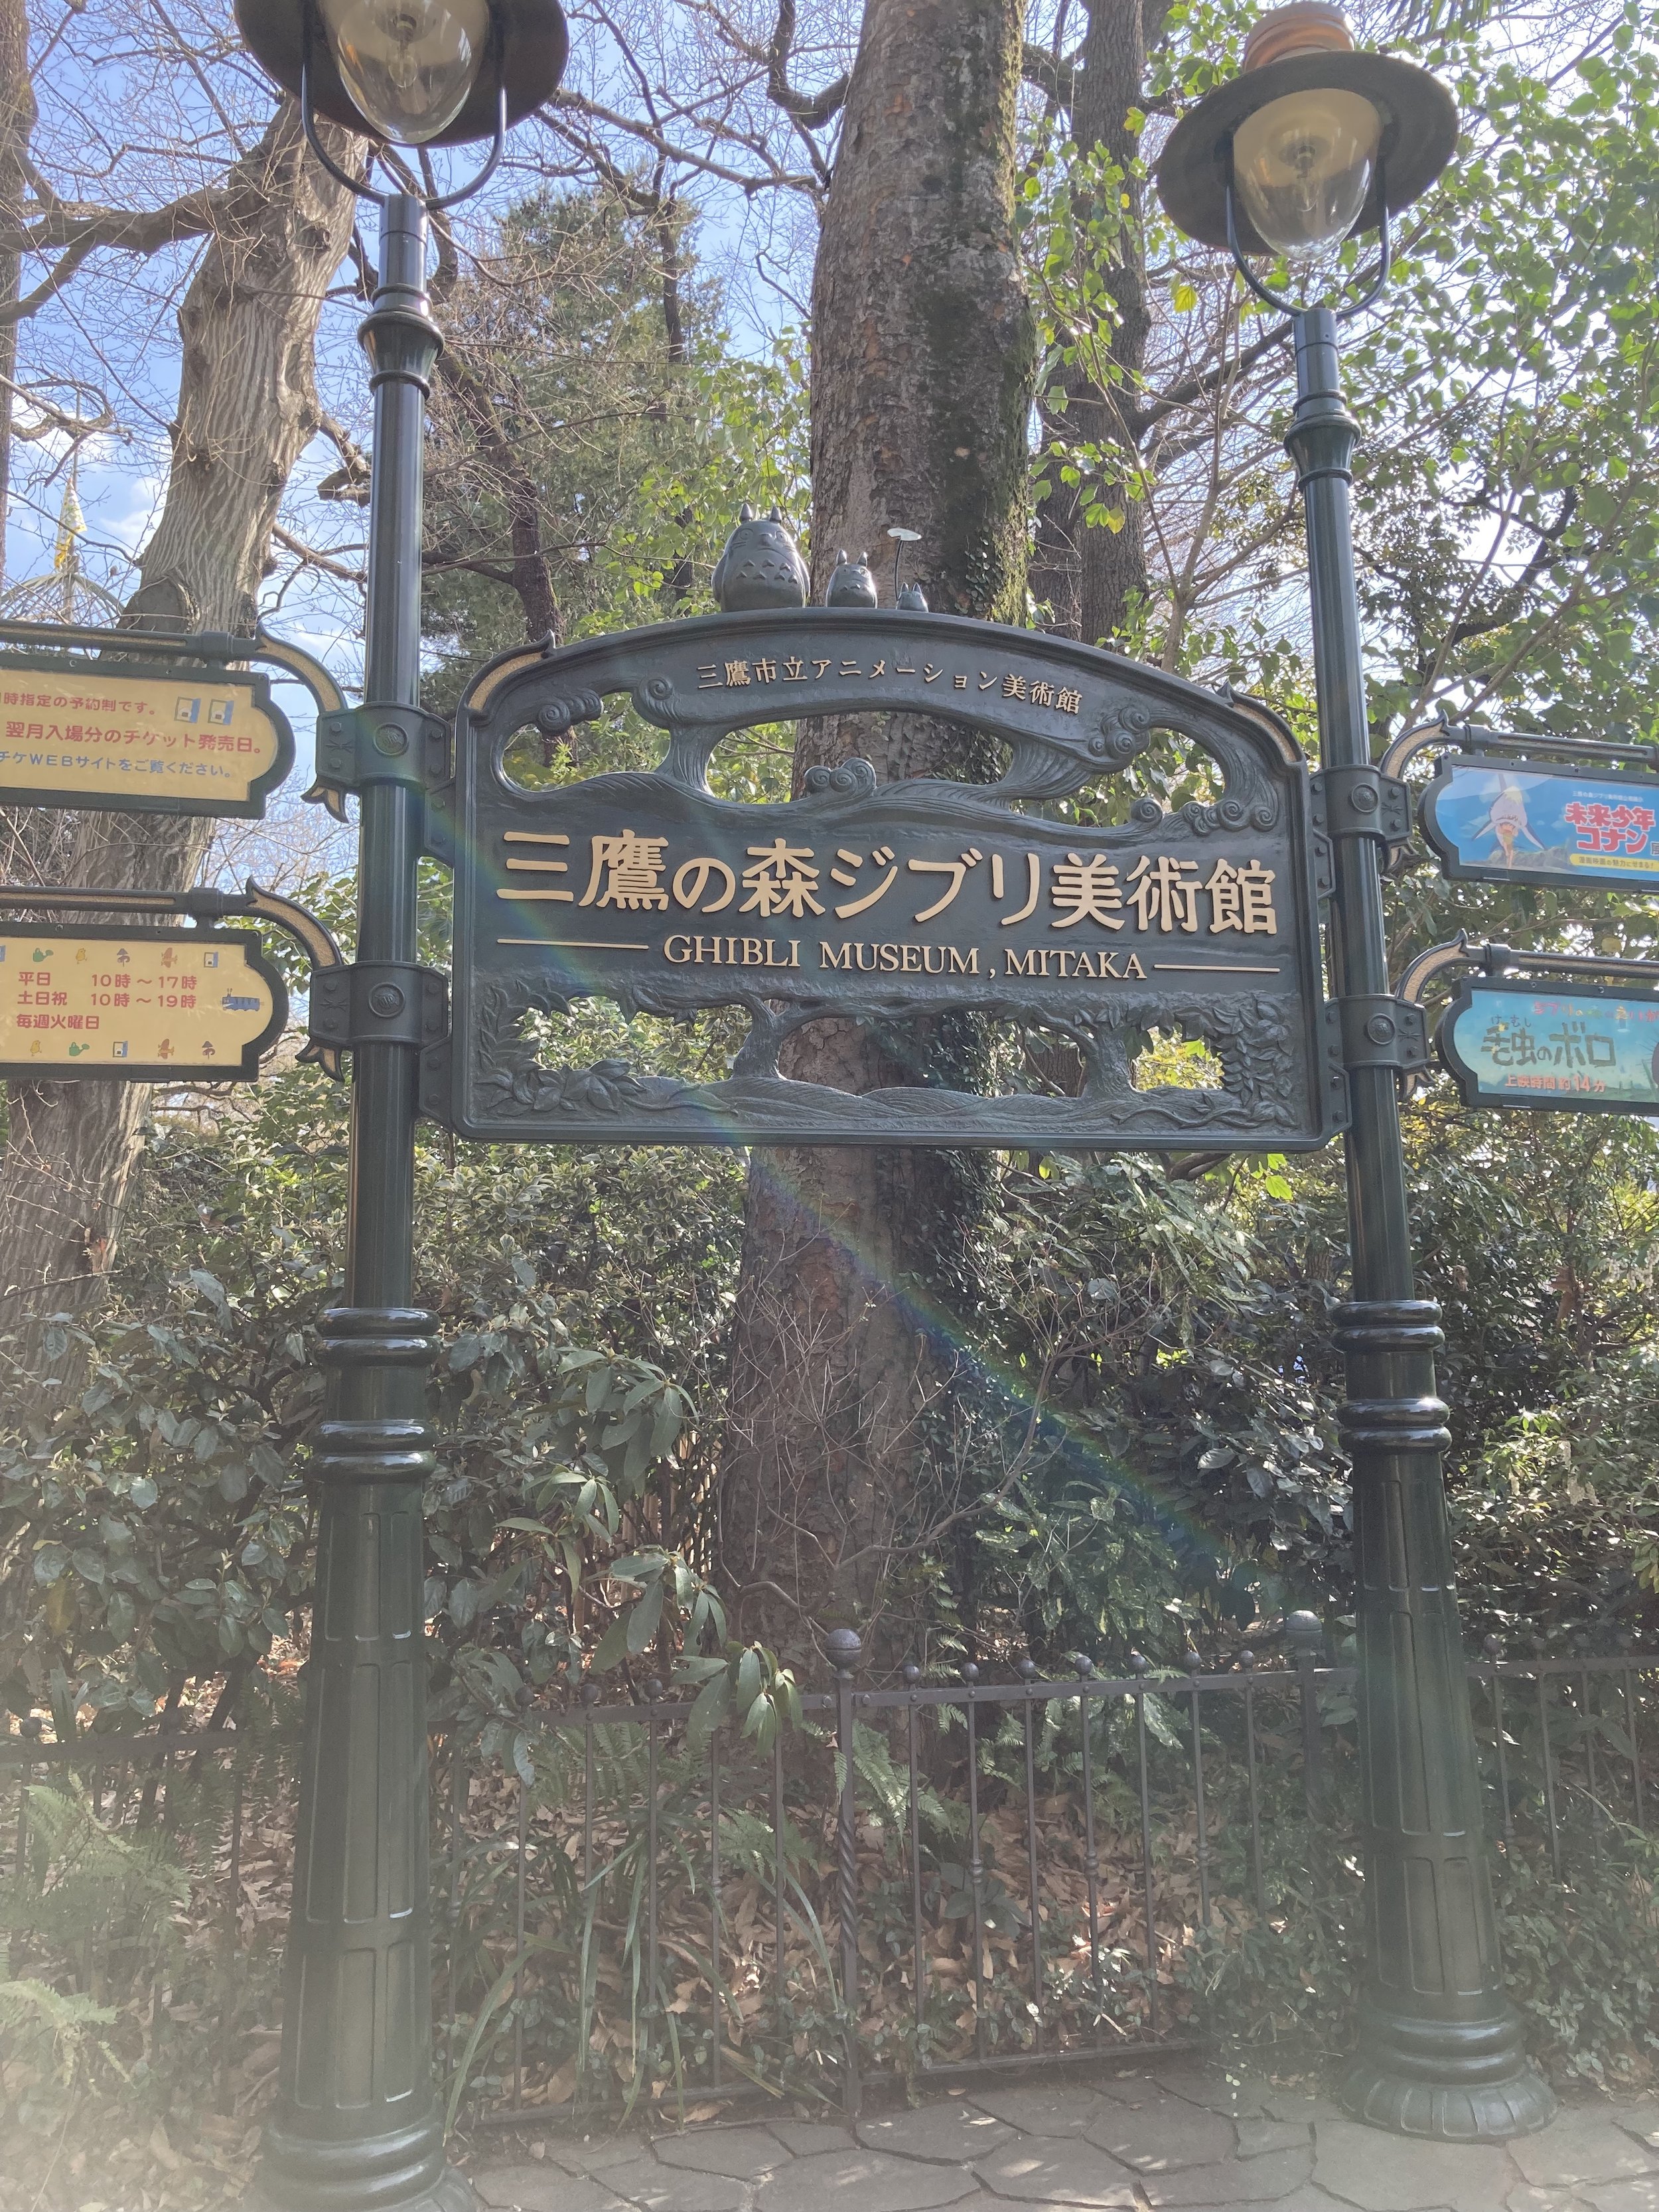 三鷹市立アニメーション美術館
三鷹の森ジブリ美術館
GHIBLI MUSEUM, MITAKA
時指定の予約制です。
翌月入場分のチケット発売日。
チケWEBサイトをご覧ください。
平日 10時～17時
土日祝 10時～19時
毎週火曜日
未来少年
コナン
けむし
毛虫のボロ
上映時間 約14分